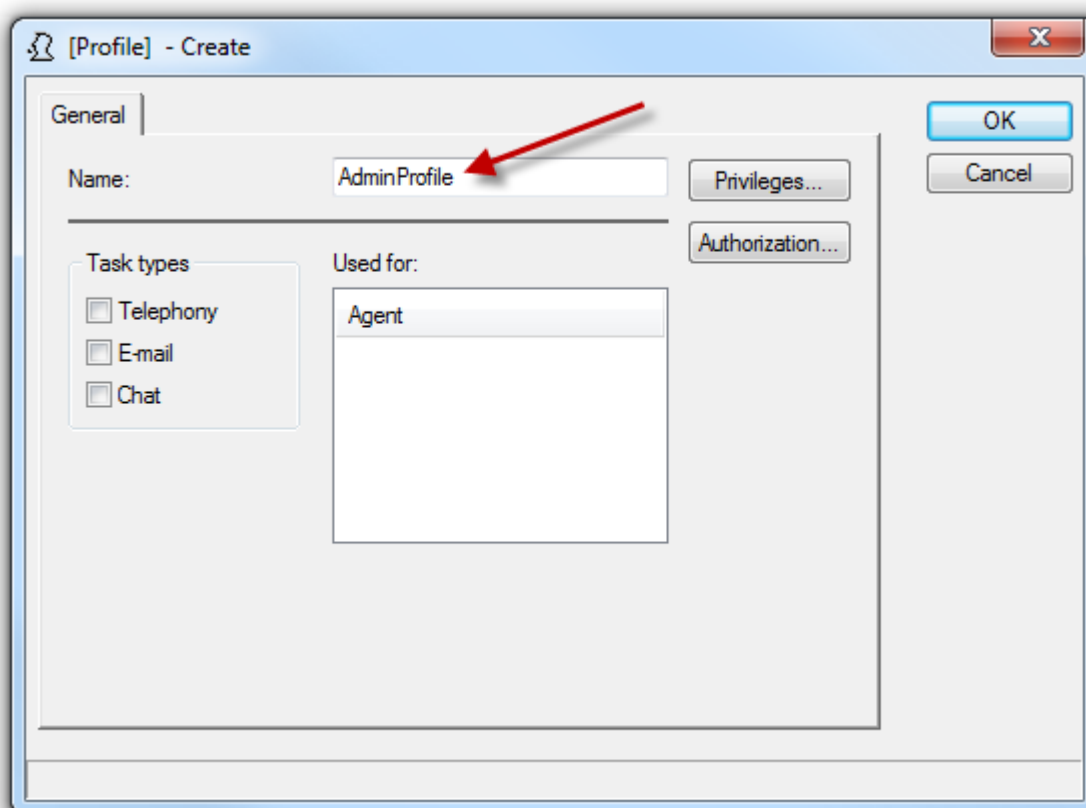 [Profile] - Create
General
OK
Cancel
Name:
AdminProfile
Privileges...
Authorization...
Task types
Used for:
Telephony
E-mail
Chat
Agent